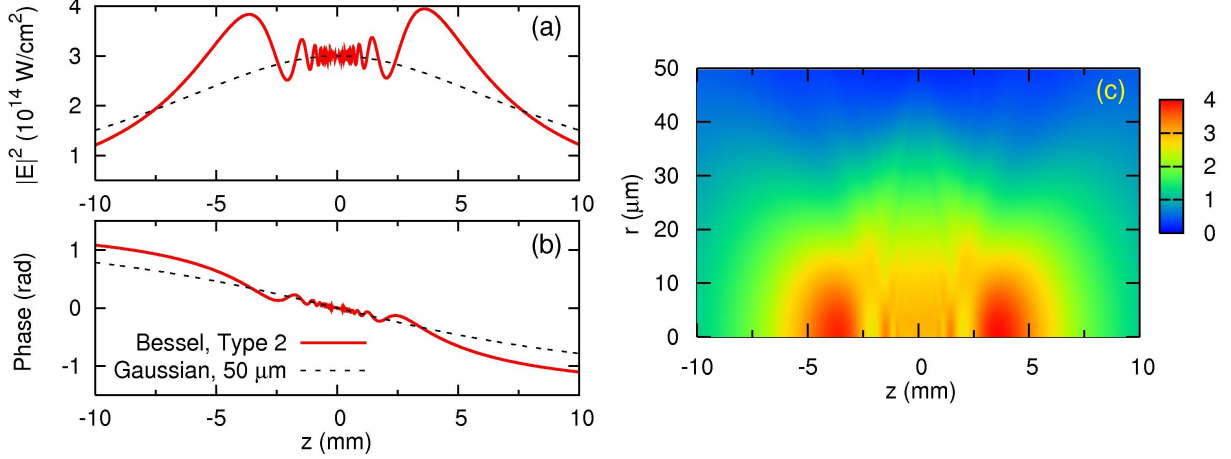 (a)
|E|² (10¹⁴ W/cm²)
4
3
2
1
-10 -5 0 5 10
(b)
Phase (rad)
1
0
-1
Bessel, Type 2
Gaussian, 50 μm
-10 -5 0 5 10
z (mm)
(c)
r (μm)
50
40
30
20
10
0
-10 -5 0 5 10
z (mm)
4
3
2
1
0